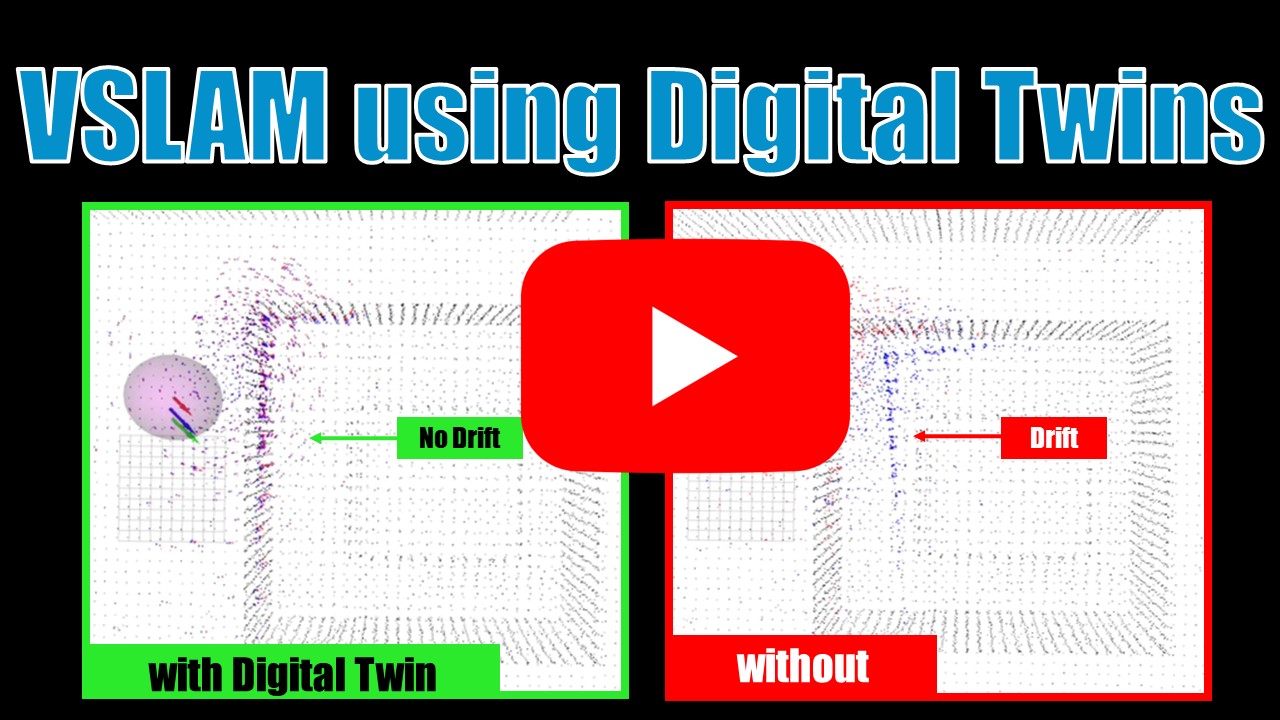 VSLAM using Digital Twins
No Drift
Drift
with Digital Twin
without